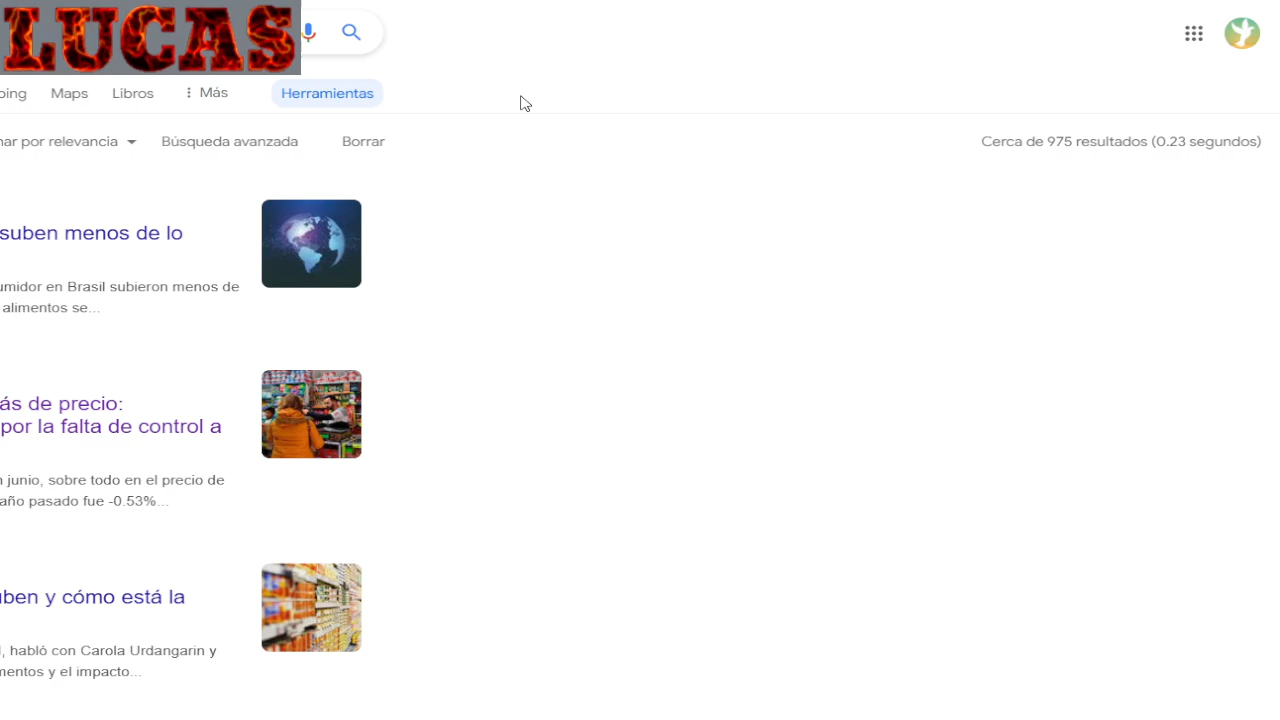 LUCAS
ping
Maps
Libros
Más
Herramientas
nar por relevancia
Búsqueda avanzada
Borrar
Cerca de 975 resultados (0.23 segundos)
suben menos de lo
umidor en Brasil subieron menos de
alimentos se...
ás de precio:
por la falta de control a
n junio, sobre todo en el precio de
año pasado fue -0.53%...
uben y cómo está la
l, habló con Carola Urdangarin y
mentos y el impacto...